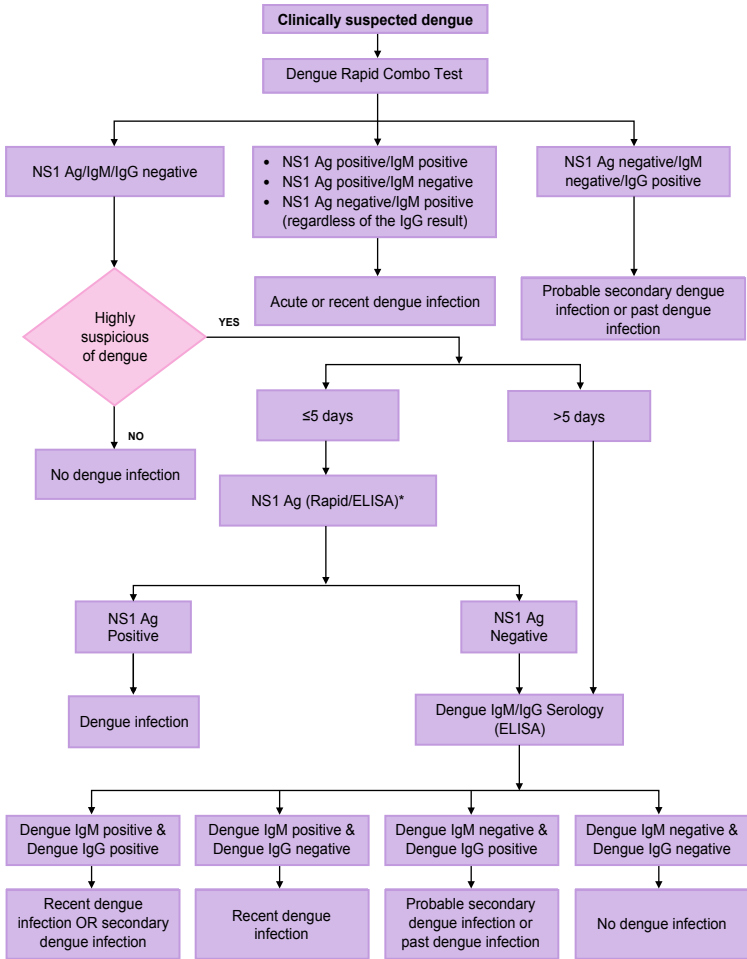 Clinically suspected dengue
Dengue Rapid Combo Test
NS1 Ag/IgM/IgG negative
• NS1 Ag positive/IgM positive
• NS1 Ag positive/IgM negative
• NS1 Ag negative/IgM positive
(regardless of the IgG result)
NS1 Ag negative/IgM
negative/IgG positive
Acute or recent dengue infection
Probable secondary dengue
infection or past dengue
infection
Highly
suspicious
of dengue
YES
NO
No dengue infection
≤5 days
>5 days
NS1 Ag (Rapid/ELISA)*
NS1 Ag
Positive
NS1 Ag
Negative
Dengue infection
Dengue IgM/IgG Serology
(ELISA)
Dengue IgM positive &
Dengue IgG positive
Dengue IgM positive &
Dengue IgG negative
Dengue IgM negative &
Dengue IgG positive
Dengue IgM negative &
Dengue IgG negative
Recent dengue
infection OR secondary
dengue infection
Recent dengue
infection
Probable secondary
dengue infection or
past dengue infection
No dengue infection